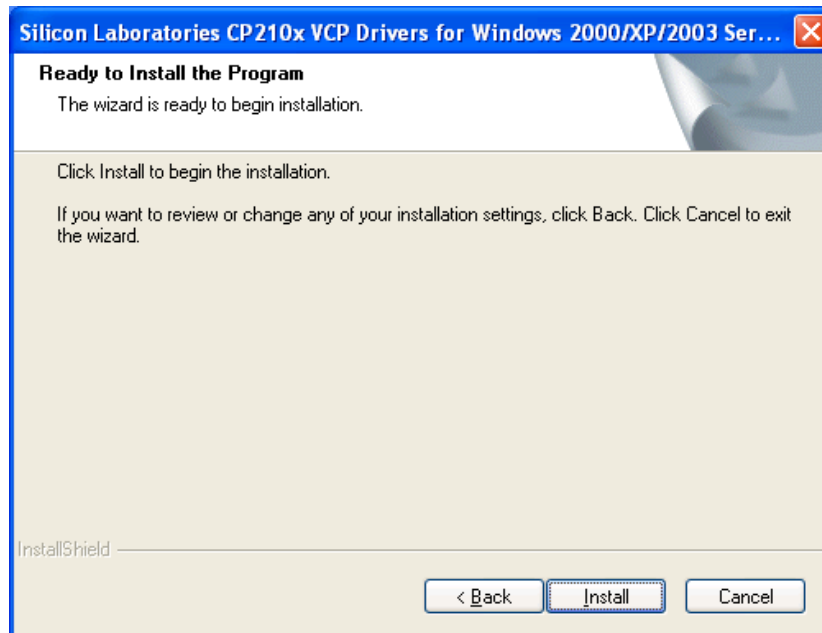 Silicon Laboratories CP210x VCP Drivers for Windows 2000/XP/2003 Ser...
Ready to Install the Program
The wizard is ready to begin installation.
Click Install to begin the installation.
If you want to review or change any of your installation settings, click Back. Click Cancel to exit
the wizard.
InstallShield
< Back Install Cancel